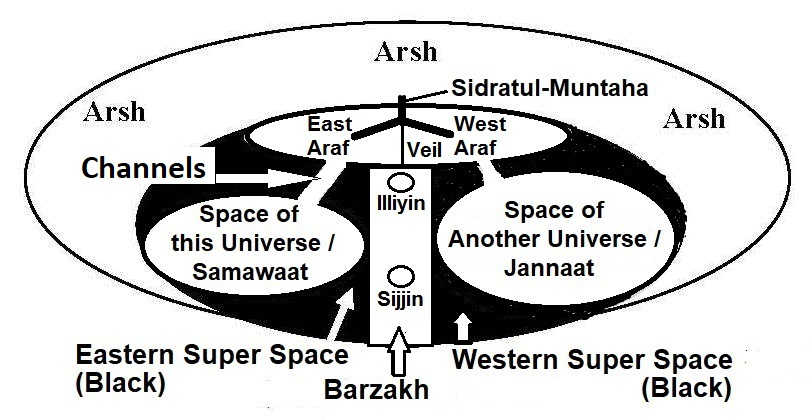 Arsh
Sidratul-Muntaha
Arsh
Arsh
East
Araf
West
Araf
Veil
Channels
Illiyin
Space of
this Universe /
Samawaat
Space of
Another Universe /
Jannaat
Sijjin
Eastern Super Space
(Black)
Western Super Space
(Black)
Barzakh